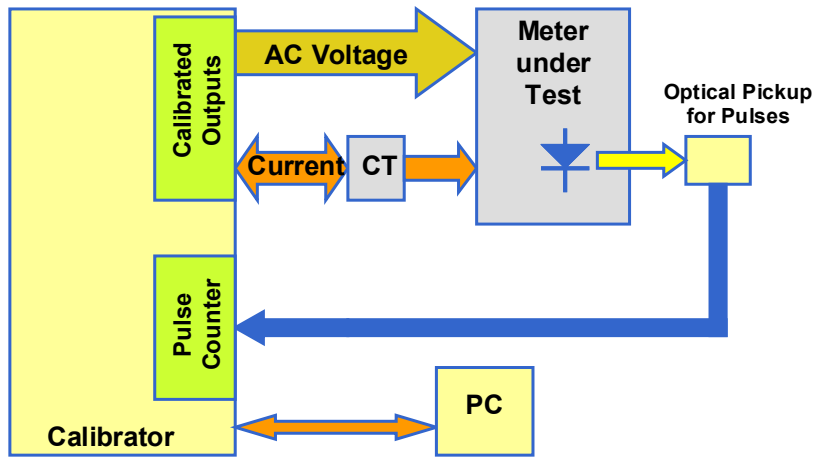 Calibrated
Outputs
AC Voltage
Meter
under
Test
Optical Pickup
for Pulses
Current
CT
Pulse
Counter
PC
Calibrator